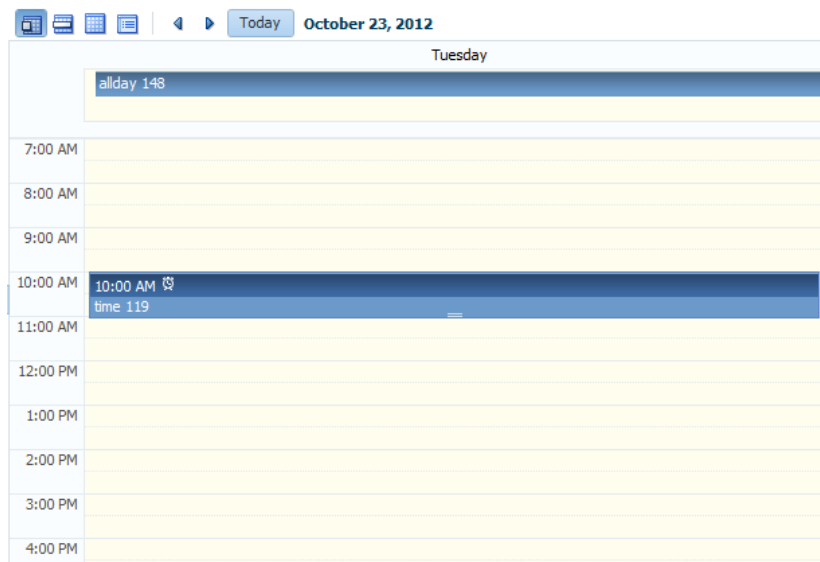 Today October 23, 2012
Tuesday
allday 148
7:00 AM
8:00 AM
9:00 AM
10:00 AM
10:00 AM
time 119
11:00 AM
12:00 PM
1:00 PM
2:00 PM
3:00 PM
4:00 PM